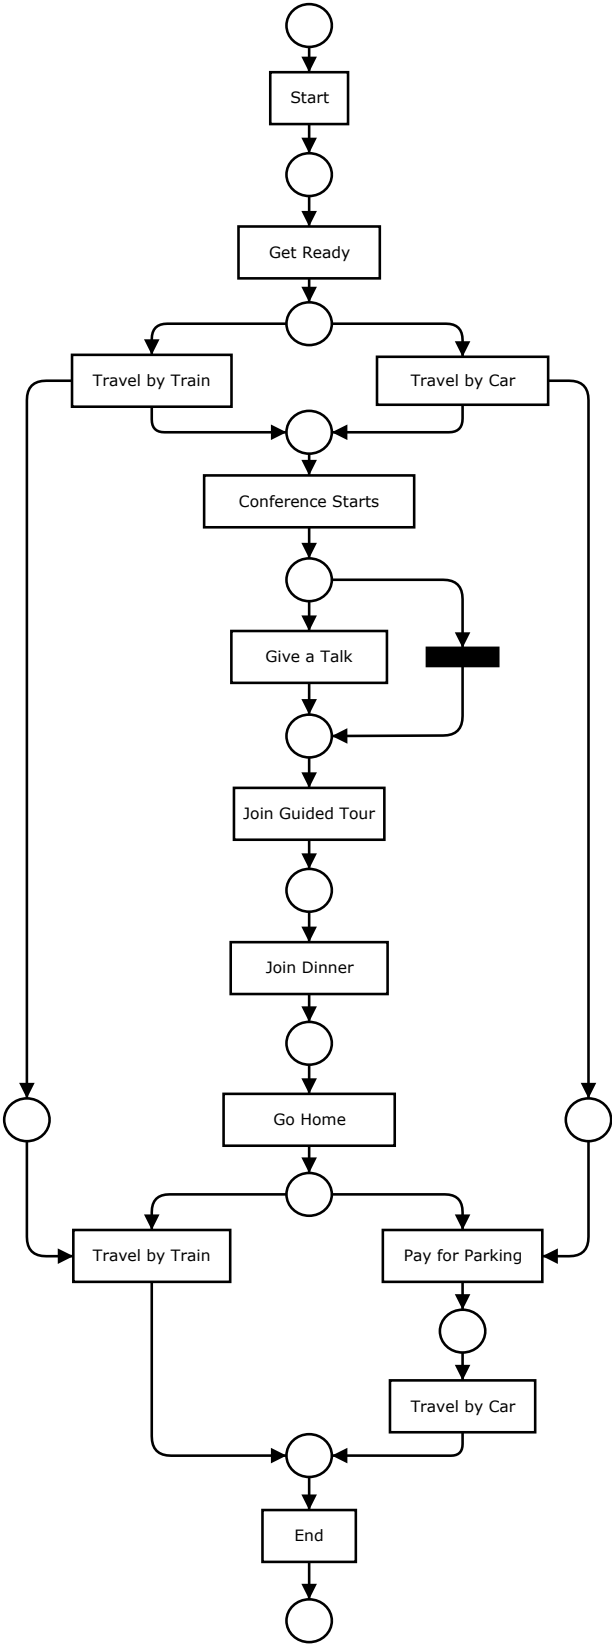 Start
Get Ready
Travel by Train
Travel by Car
Conference Starts
Give a Talk
Join Guided Tour
Join Dinner
Go Home
Travel by Train
Pay for Parking
Travel by Car
End